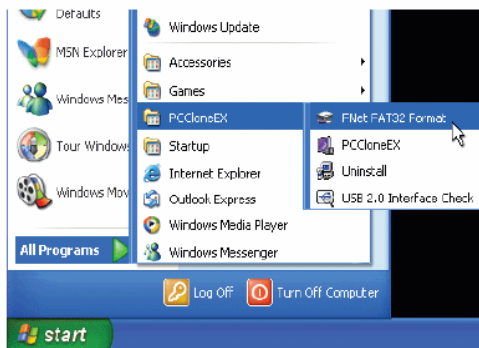 Defaults
MSN Explorer
Windows Mes
Tour Windows
Windows Mov
All Programs
Windows Update
Accessories
Games
PCCloneEX
Startup
Internet Explorer
Outlook Express
Windows Media Player
Windows Messenger
FNet FAT32 Format
PCCloneEX
Uninstall
USB 2.0 Interface Check
Log Off
Turn Off Computer
start